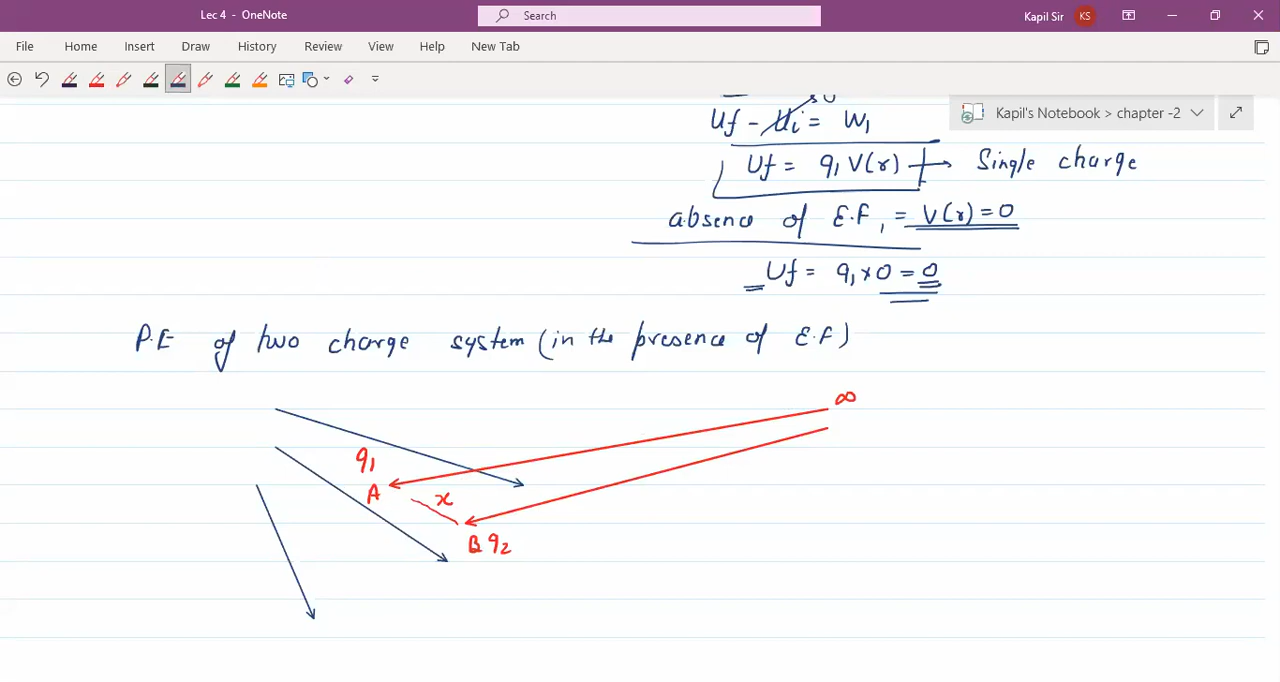 Lec 4 - OneNote
Search
Kapil Sir KS
File Home Insert Draw History Review View Help New Tab
Kapil's Notebook > chapter -2
Uf - Ui = W1
Uf = q1 V(r) → Single charge
absence of E.F, = V(r) = 0
Uf = q1 × 0 = 0
P.E of two charge system (in the presence of E.F)
∞
q1
A
x
B q2